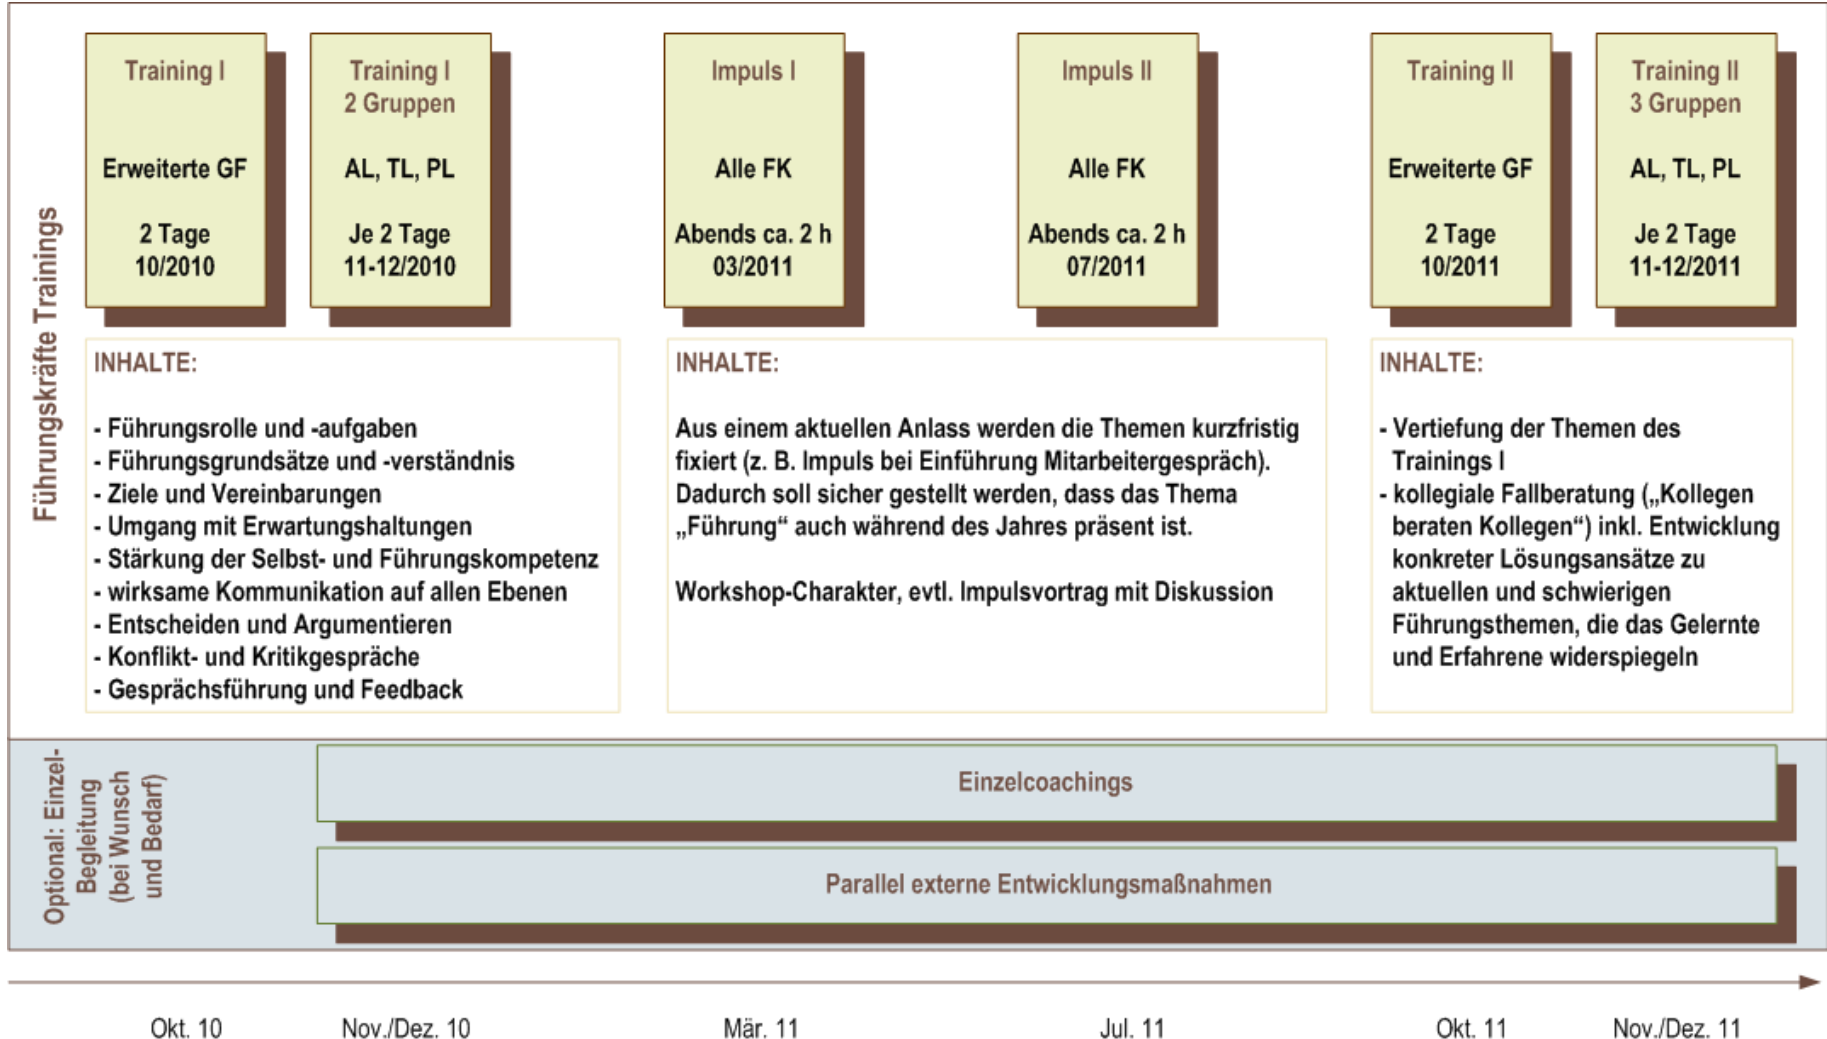 Führungskräfte Trainings
Training I
Erweiterte GF
2 Tage
10/2010
Training I
2 Gruppen
AL, TL, PL
Je 2 Tage
11-12/2010
Impuls I
Alle FK
Abends ca. 2 h
03/2011
Impuls II
Alle FK
Abends ca. 2 h
07/2011
Training II
Erweiterte GF
2 Tage
10/2011
Training II
3 Gruppen
AL, TL, PL
Je 2 Tage
11-12/2011
INHALTE:
- Führungsrolle und -aufgaben
- Führungsgrundsätze und -verständnis
- Ziele und Vereinbarungen
- Umgang mit Erwartungshaltungen
- Stärkung der Selbst- und Führungskompetenz
- wirksame Kommunikation auf allen Ebenen
- Entscheiden und Argumentieren
- Konflikt- und Kritikgespräche
- Gesprächsführung und Feedback
INHALTE:
Aus einem aktuellen Anlass werden die Themen kurzfristig
fixiert (z. B. Impuls bei Einführung Mitarbeitergespräch).
Dadurch soll sicher gestellt werden, dass das Thema
„Führung“ auch während des Jahres präsent ist.
Workshop-Charakter, evtl. Impulsvortrag mit Diskussion
INHALTE:
- Vertiefung der Themen des
Trainings I
- kollegiale Fallberatung („Kollegen
beraten Kollegen“) inkl. Entwicklung
konkreter Lösungsansätze zu
aktuellen und schwierigen
Führungsthemen, die das Gelernte
und Erfahrene widerspiegeln
Optional: Einzel-
Begleitung
(bei Wunsch
und Bedarf)
Einzelcoachings
Parallel externe Entwicklungsmaßnahmen
Okt. 10
Nov./Dez. 10
Mär. 11
Jul. 11
Okt. 11
Nov./Dez. 11